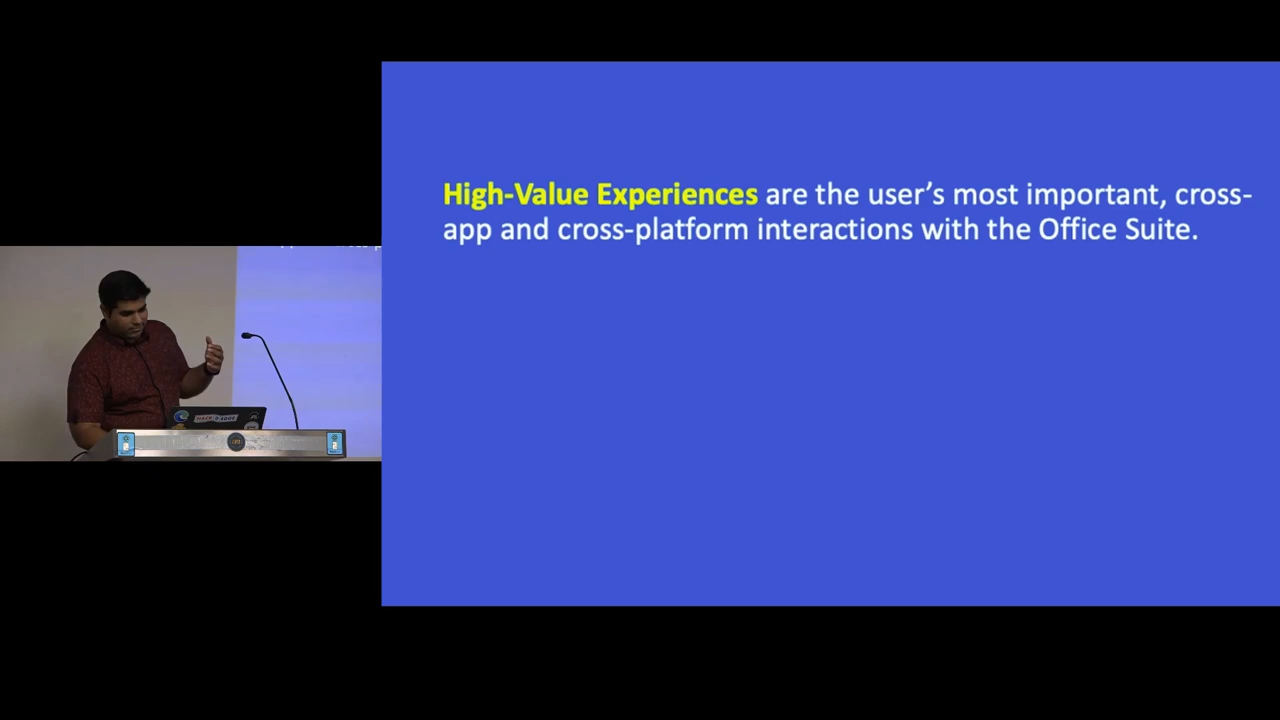 High-Value Experiences are the user’s most important, cross-
app and cross-platform interactions with the Office Suite.